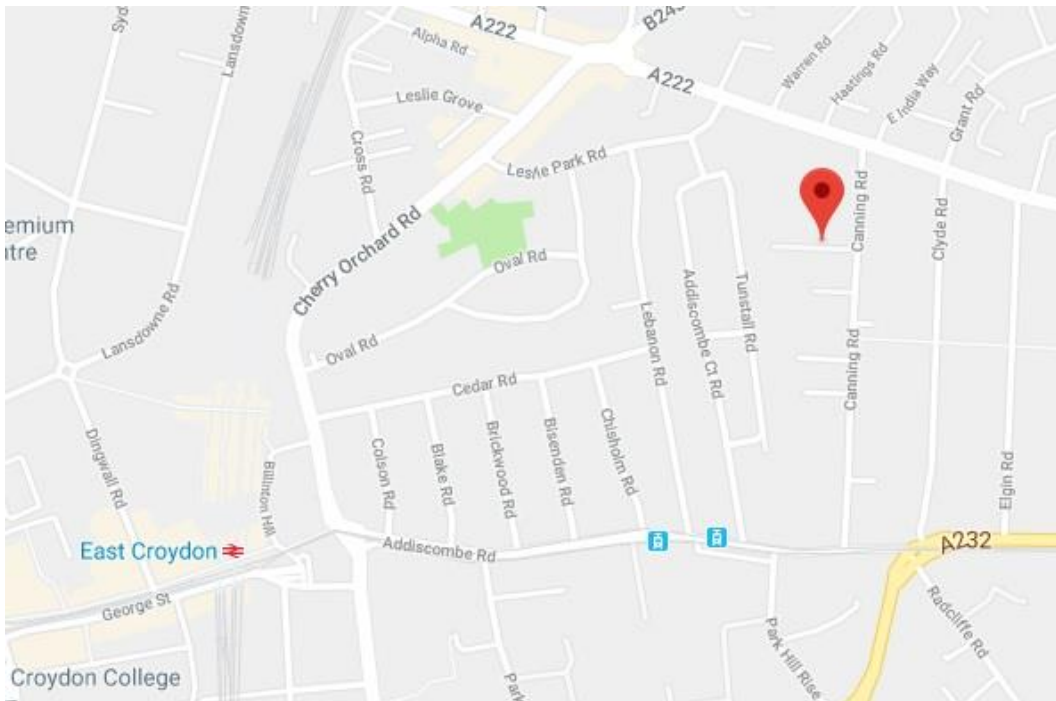 Syd
Lansdown
A222
B243
Alpha Rd
A222
Warren Rd
Hastings Rd
E India Way
Grant Rd
Leslie Grove
Cross Rd
Leslie Park Rd
Canning Rd
Clyde Rd
emium
ntre
Cherry Orchard Rd
Oval Rd
Lansdowne Rd
Oval Rd
Lebanon Rd
Addiscombe Ct Rd
Tunstall Rd
Canning Rd
Cedar Rd
Colson Rd
Blake Rd
Brickwood Rd
Bisenden Rd
Chisholm Rd
Dingwall Rd
Billinton Hill
Elgin Rd
East Croydon
Addiscombe Rd
A232
George St
Radcliffe Rd
Park Hill Rise
Park
Croydon College